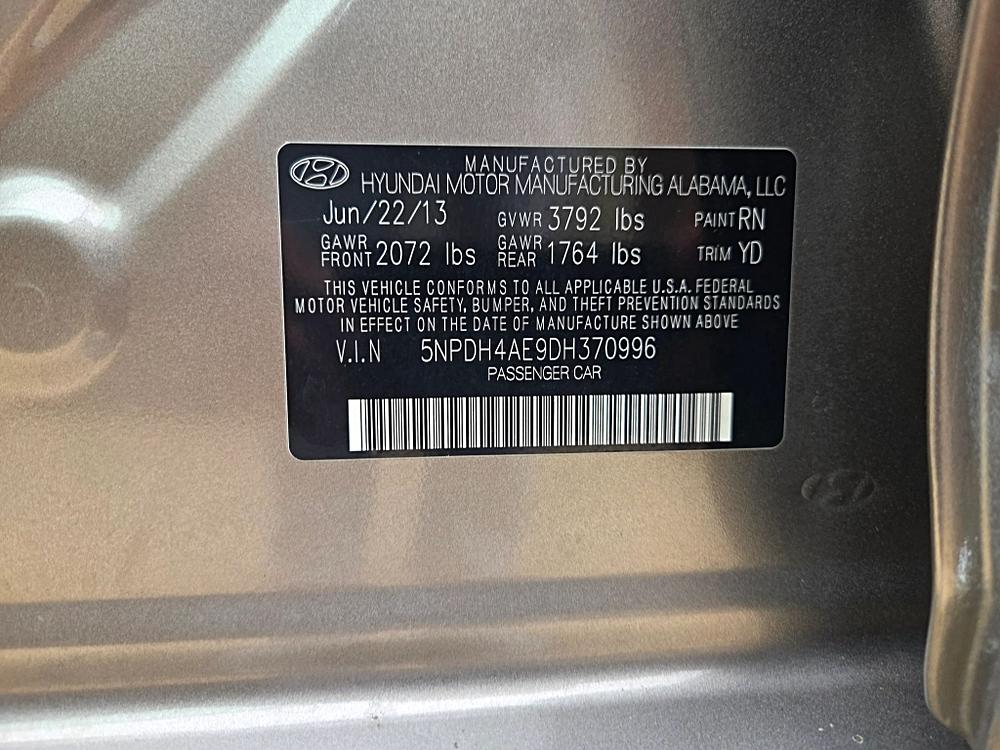 MANUFACTURED BY
HYUNDAI MOTOR MANUFACTURING ALABAMA, LLC
Jun/22/13 GVWR 3792 lbs PAINT RN
GAWR FRONT 2072 lbs GAWR REAR 1764 lbs TRIM YD
THIS VEHICLE CONFORMS TO ALL APPLICABLE U.S.A. FEDERAL
MOTOR VEHICLE SAFETY, BUMPER, AND THEFT PREVENTION STANDARDS
IN EFFECT ON THE DATE OF MANUFACTURE SHOWN ABOVE
V.I.N 5NPDH4AE9DH370996
PASSENGER CAR